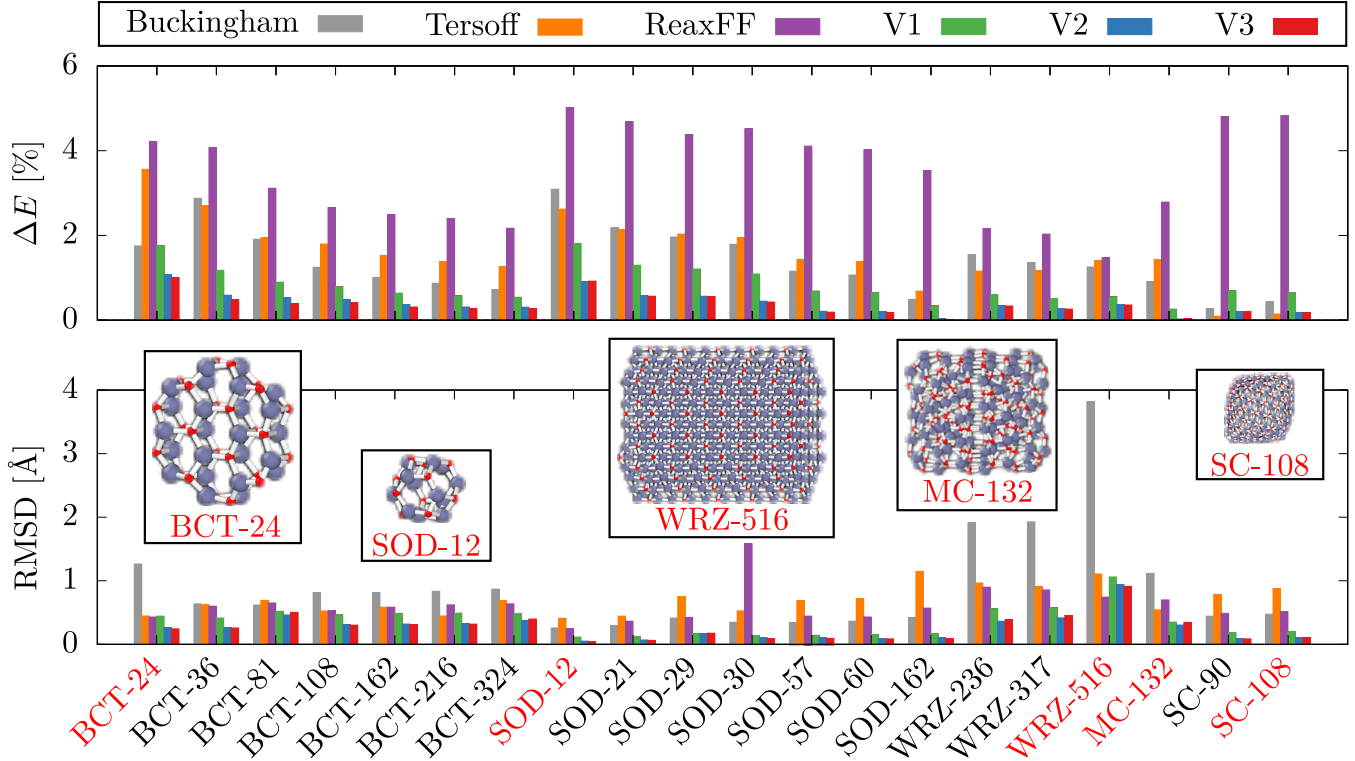 Buckingham Tersoff ReaxFF V1 V2 V3
6
4
2
0
ΔE [%]
4
3
2
1
0
RMSD [Å]
BCT-24
SOD-12
WRZ-516
MC-132
SC-108
BCT-24
BCT-36
BCT-81
BCT-108
BCT-162
BCT-216
BCT-324
SOD-12
SOD-21
SOD-29
SOD-30
SOD-57
SOD-60
SOD-162
WRZ-236
WRZ-317
WRZ-516
MC-132
SC-90
SC-108